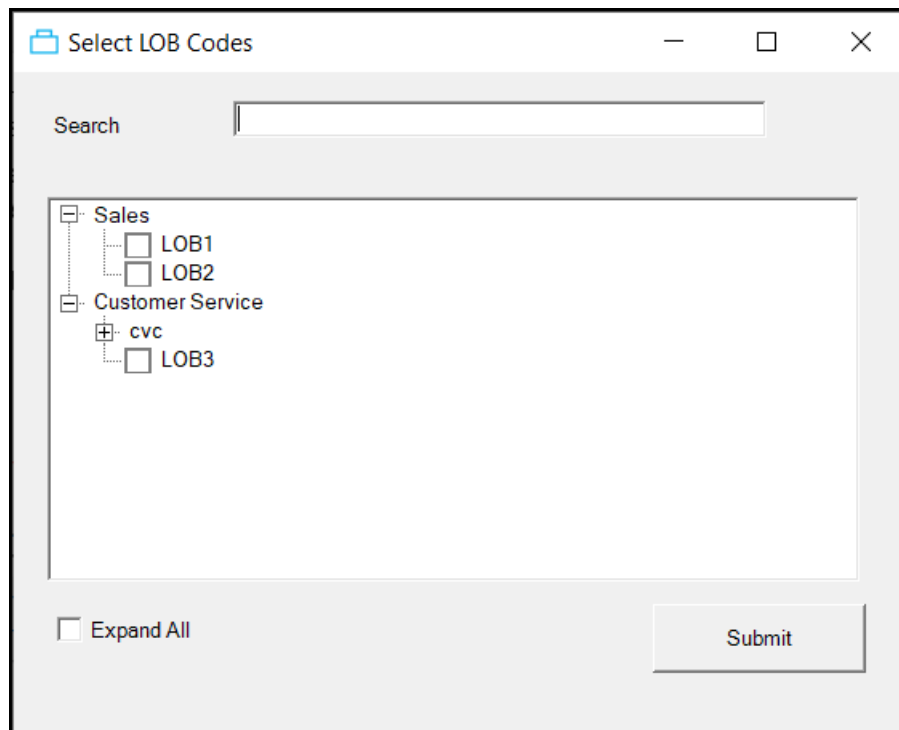 Select LOB Codes
Search
Sales
LOB1
LOB2
Customer Service
cvc
LOB3
Expand All
Submit